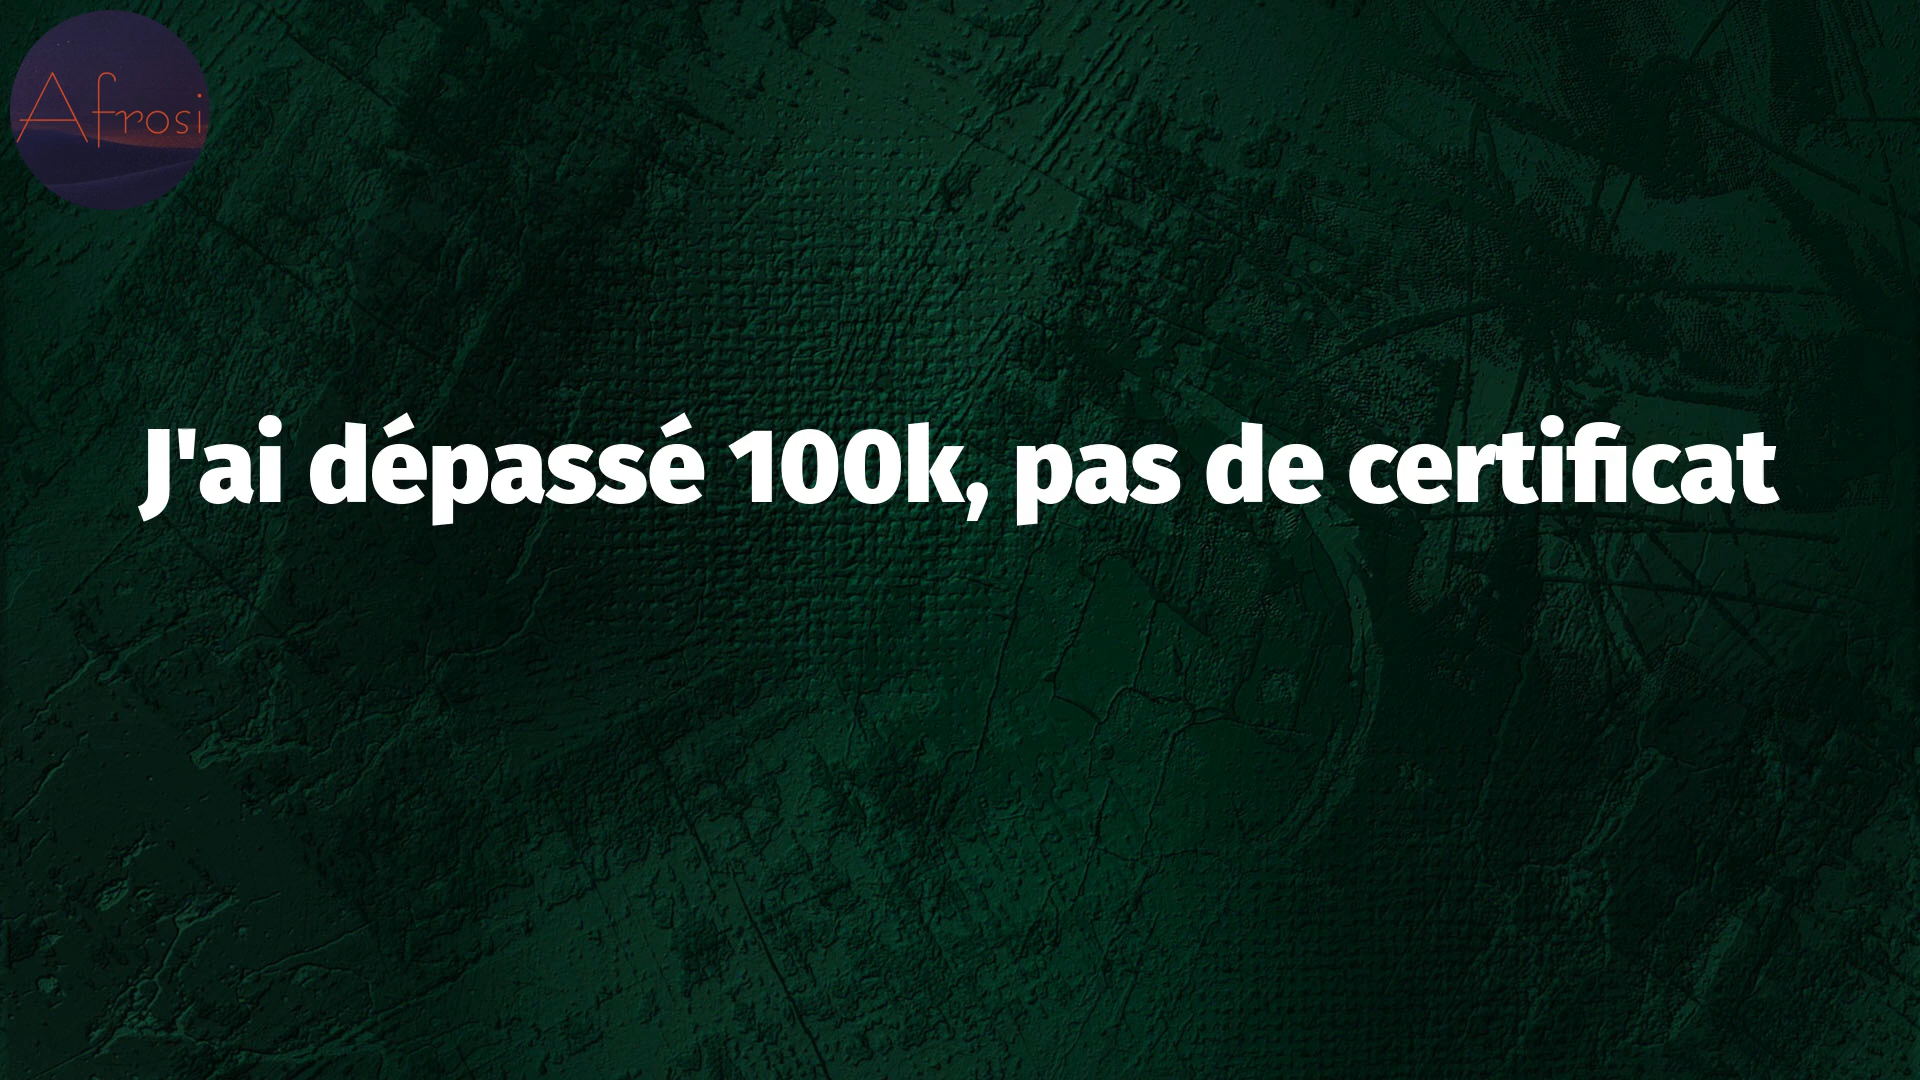 Afrosi
J'ai dépassé 100k, pas de certificat